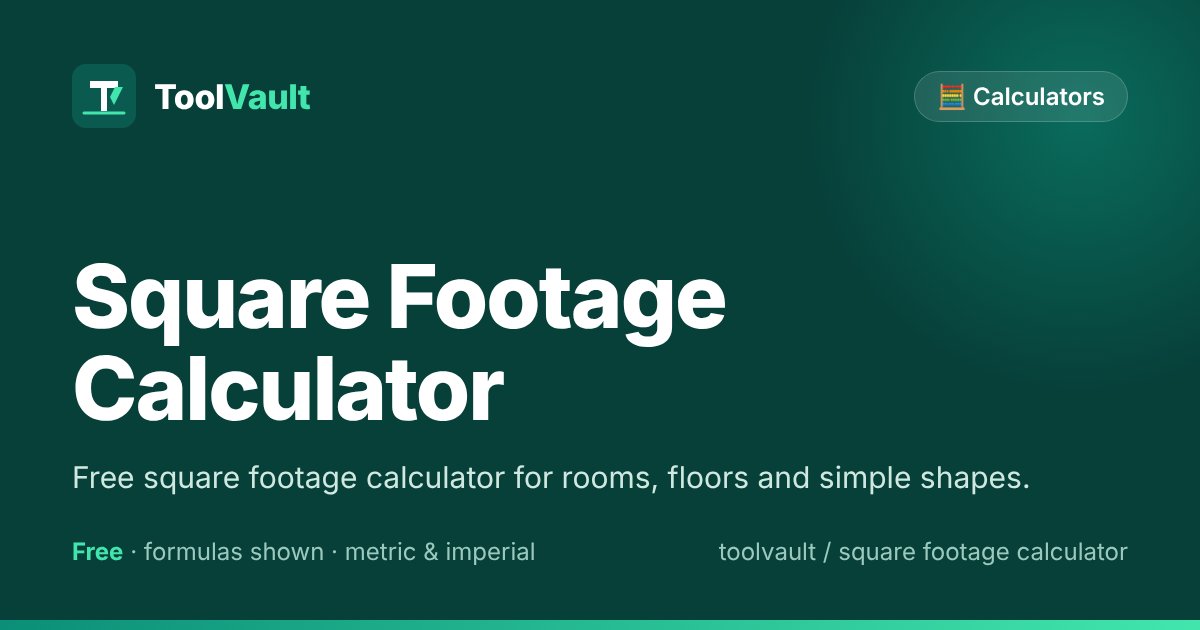 ToolVault
Calculators
Square Footage
Calculator
Free square footage calculator for rooms, floors and simple shapes.
Free · formulas shown · metric & imperial
toolvault / square footage calculator